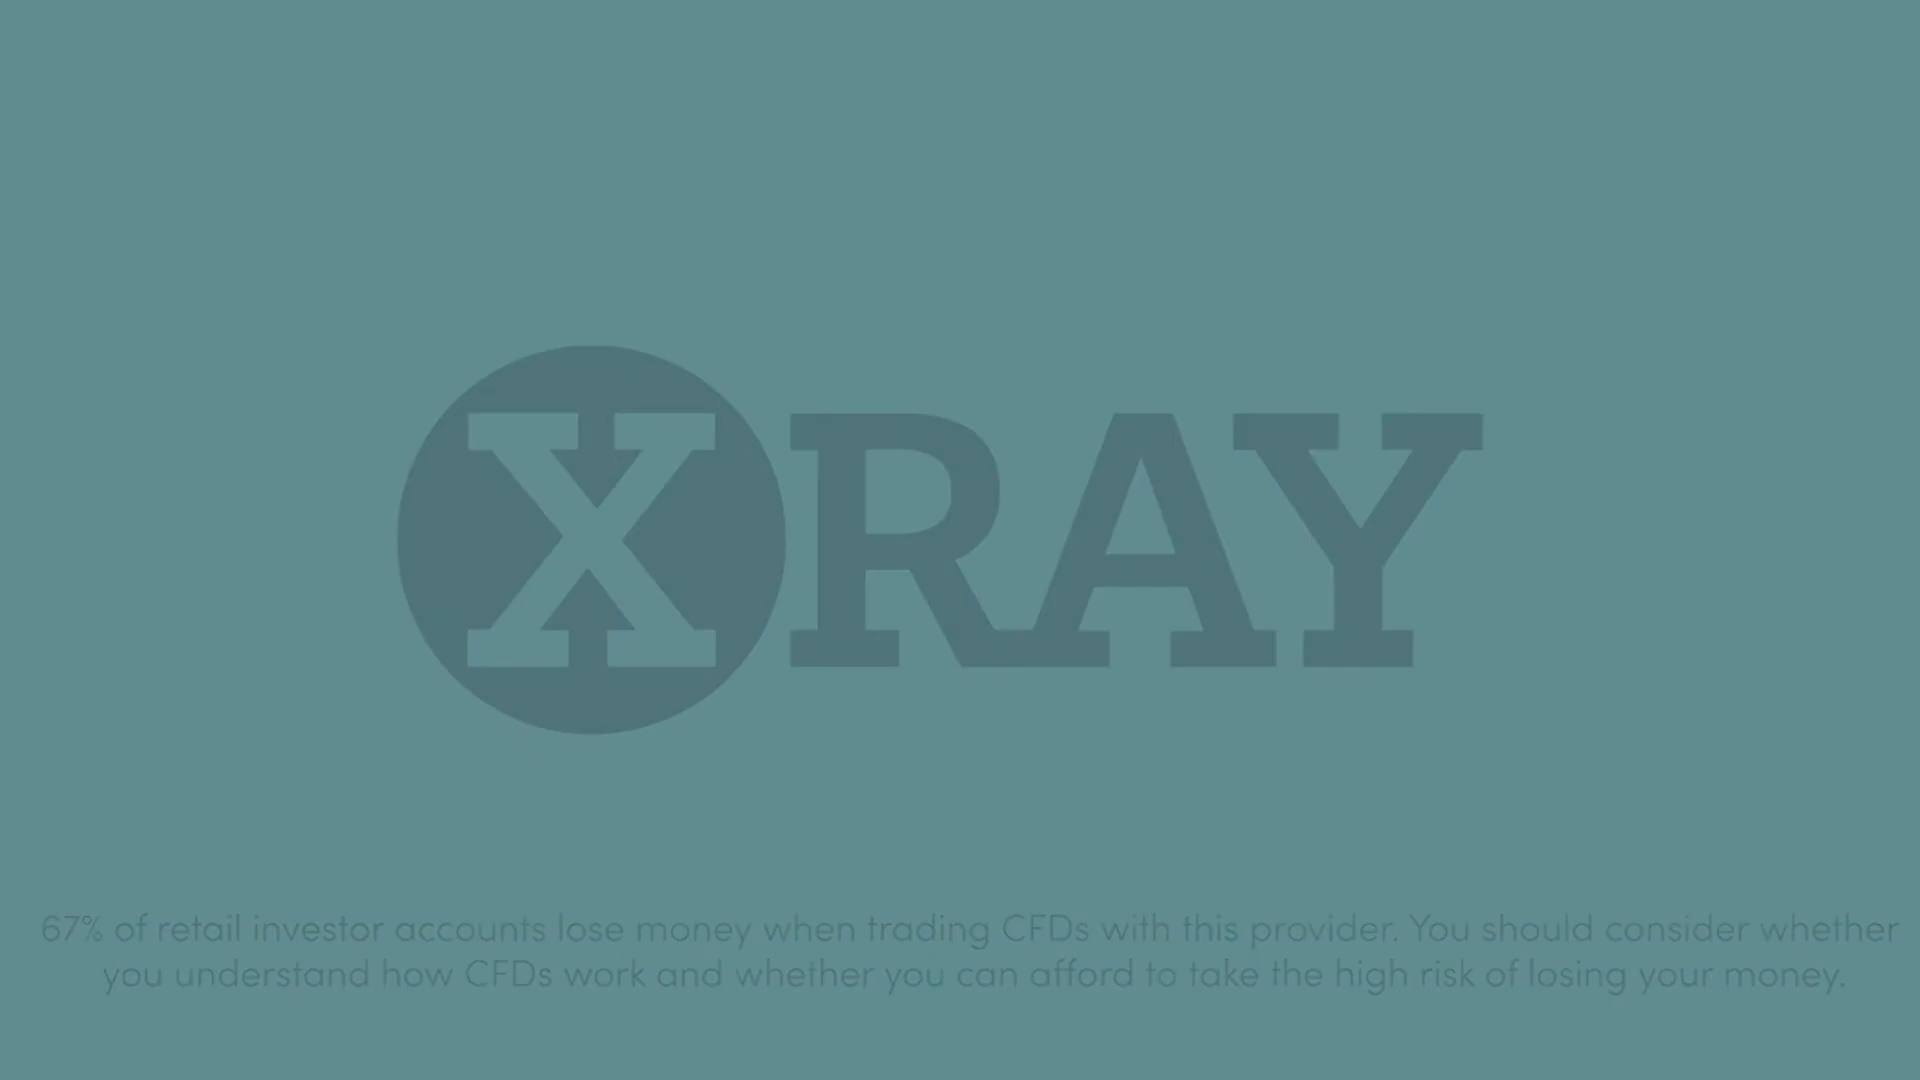 XRAY
67% of retail investor accounts lose money when trading CFDs with this provider. You should consider whether
you understand how CFDs work and whether you can afford to take the high risk of losing your money.